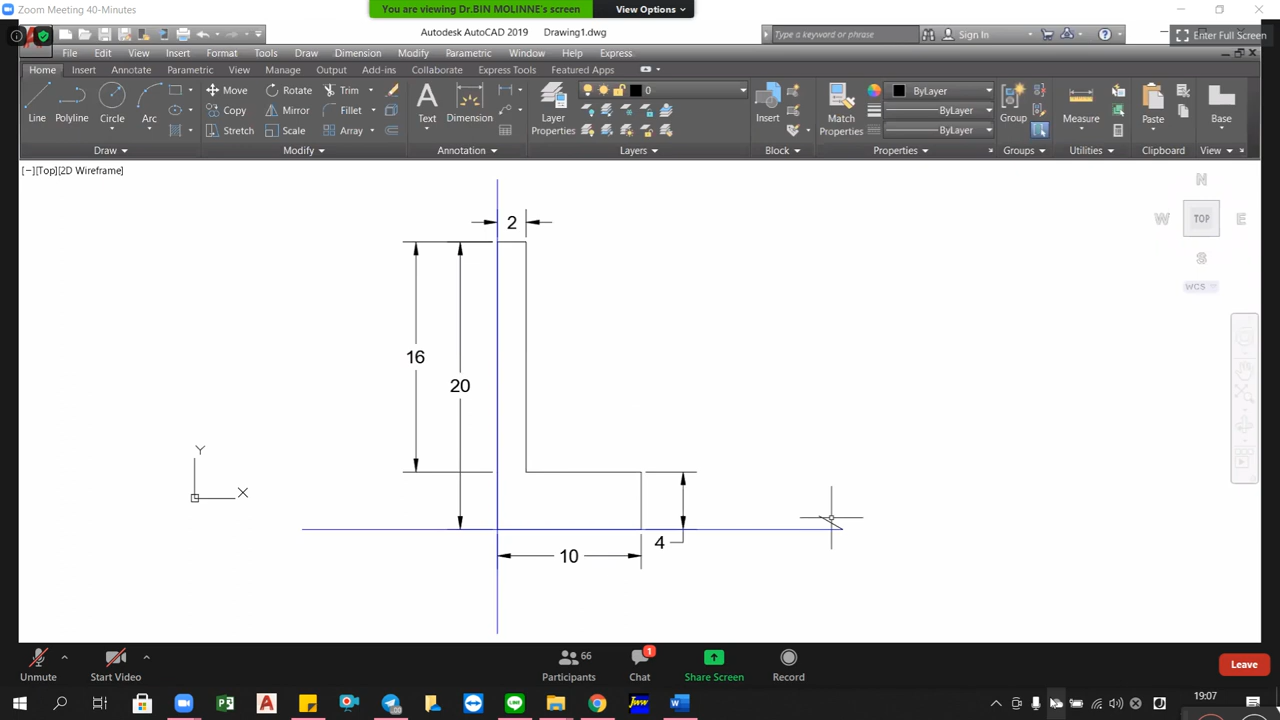 Zoom Meeting 40-Minutes
You are viewing Dr.BIN MOLINNE's screen
View Options
Autodesk AutoCAD 2019 Drawing1.dwg
Type a keyword or phrase
Sign In
Enter Full Screen
File Edit View Insert Format Tools Draw Dimension Modify Parametric Window Help Express
Home Insert Annotate Parametric View Manage Output Add-ins Collaborate Express Tools Featured Apps
Line
Polyline
Circle
Arc
Move
Rotate
Trim
Copy
Mirror
Fillet
Stretch
Scale
Array
Text
Dimension
Layer
Properties
0
Insert
Match
Properties
ByLayer
ByLayer
ByLayer
Group
Measure
Paste
Base
Draw
Modify
Annotation
Layers
Block
Properties
Groups
Utilities
Clipboard
View
[−][Top][2D Wireframe]
N
W
TOP
E
S
WCS
2
16
20
10
4
Y
X
Unmute
Start Video
66
Participants
1
Chat
Share Screen
Record
Leave
Jww
19:07